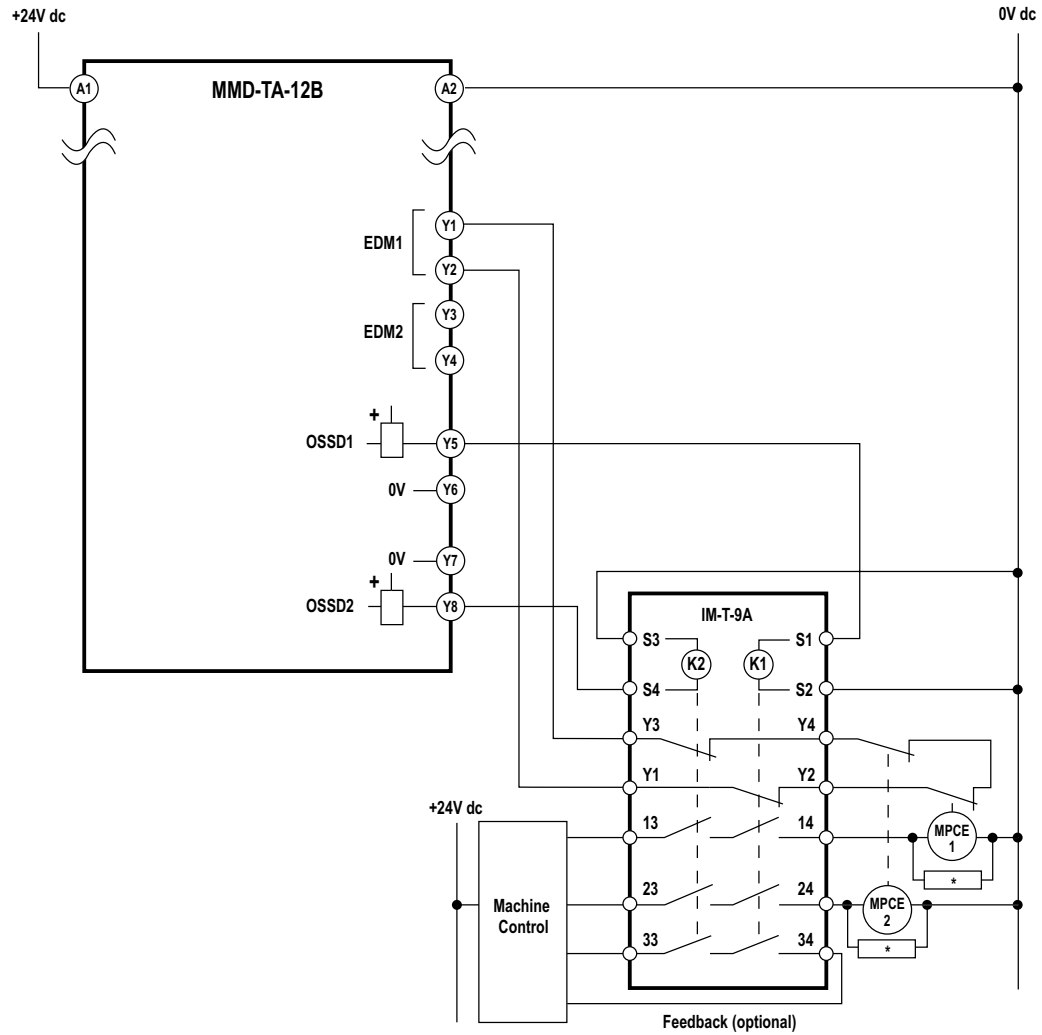 +24V dc
0V dc
A1
MMD-TA-12B
A2
EDM1
Y1
Y2
EDM2
Y3
Y4
+
OSSD1
Y5
0V
Y6
0V
Y7
+
OSSD2
Y8
IM-T-9A
S3
K2
K1
S1
S4
S2
Y3
Y4
Y1
Y2
+24V dc
Machine
Control
13
14
MPCE
1
*
23
24
MPCE
2
*
33
34
Feedback (optional)